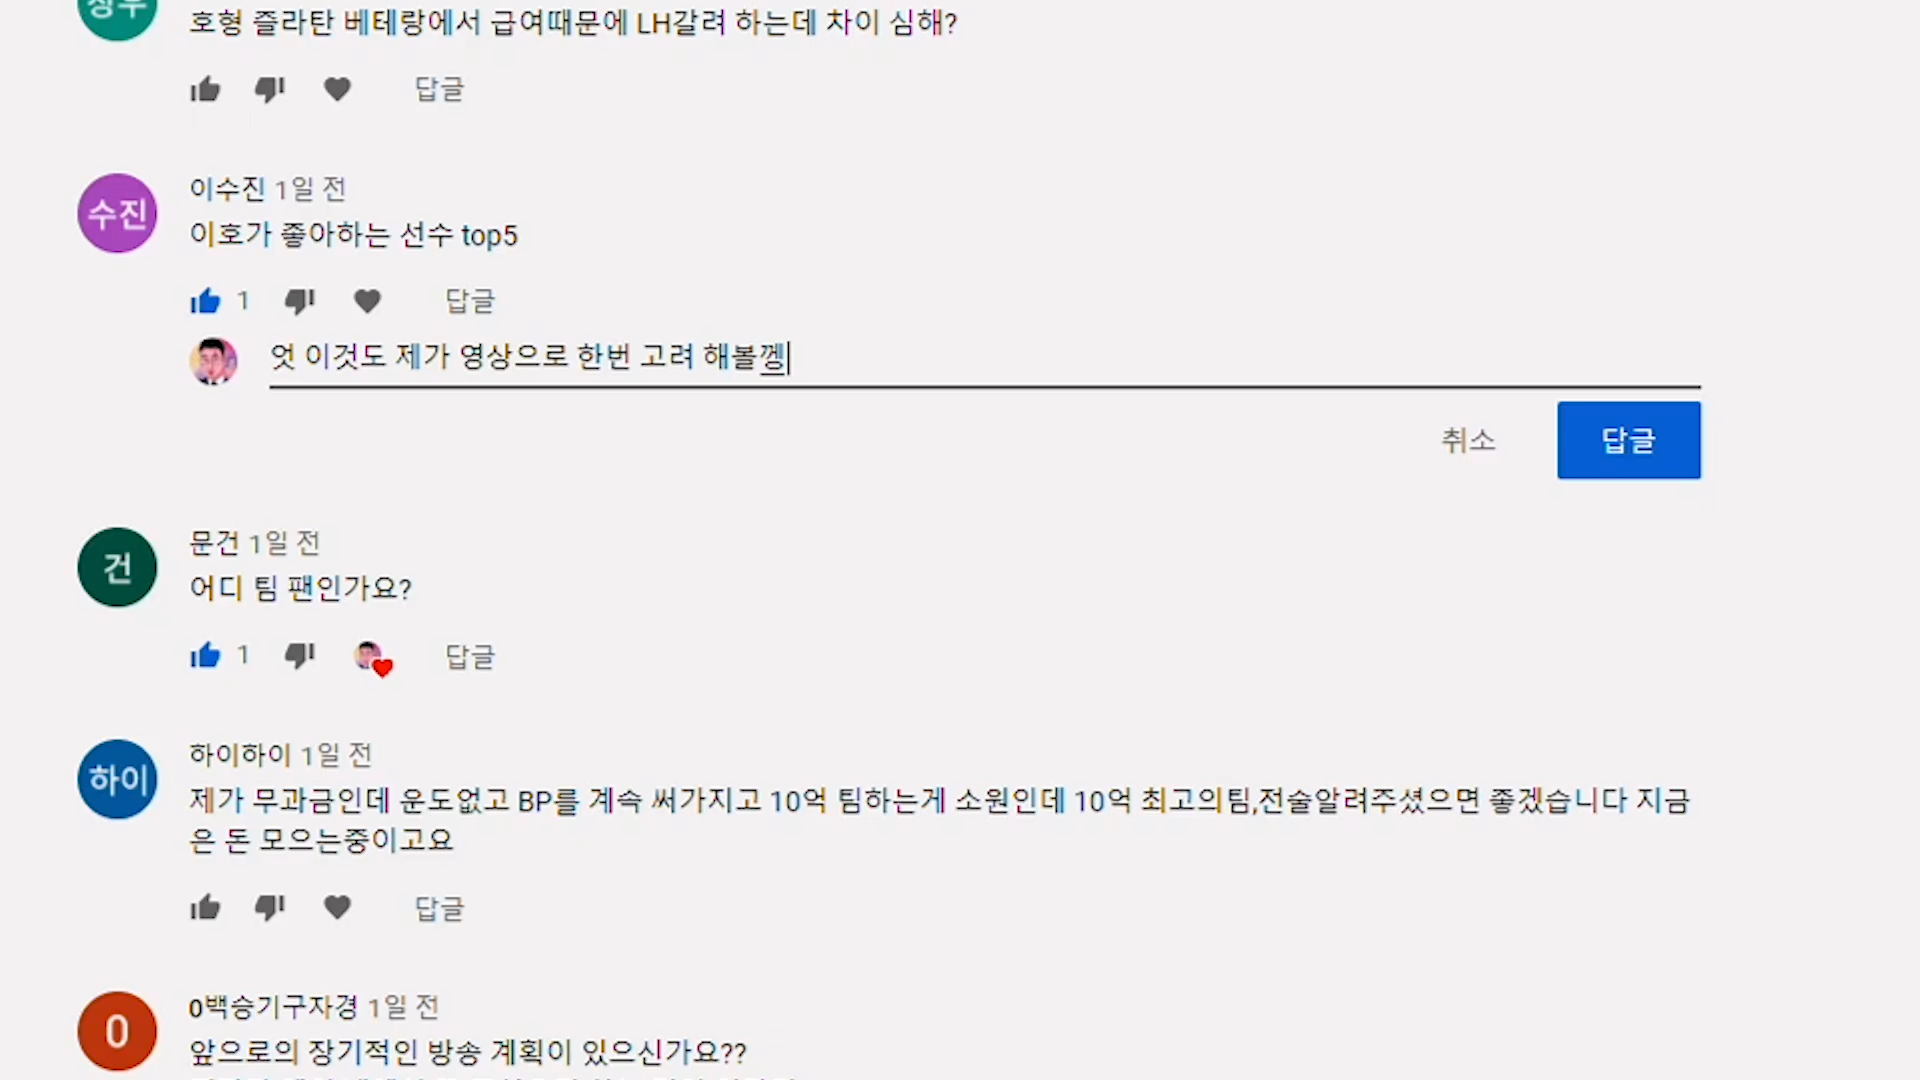 호형 즐라탄 베테랑에서 급여때문에 LH갈려 하는데 차이 심해?
답글
수진
이수진 1일 전
이호가 좋아하는 선수 top5
1 답글
엇 이것도 제가 영상으로 한번 고려 해볼껭
취소 답글
건
문건 1일 전
어디 팀 팬인가요?
1 답글
하이
하이하이 1일 전
제가 무과금인데 운도없고 BP를 계속 써가지고 10억 팀하는게 소원인데 10억 최고의팀,전술알려주셨으면 좋겠습니다 지금
은 돈 모으는중이고요
답글
0
0백승기구자경 1일 전
앞으로의 장기적인 방송 계획이 있으신가요??